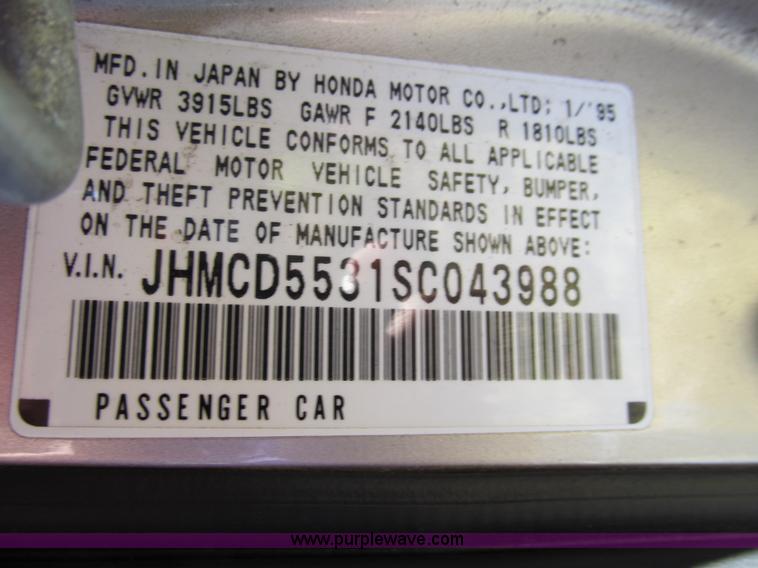 MFD. IN JAPAN BY HONDA MOTOR CO.,LTD; 1/'95
GVWR 3915LBS GAWR F 2140LBS R 1810LBS
THIS VEHICLE CONFORMS TO ALL APPLICABLE
FEDERAL MOTOR VEHICLE SAFETY, BUMPER,
AND THEFT PREVENTION STANDARDS IN EFFECT
ON THE DATE OF MANUFACTURE SHOWN ABOVE:
V.I.N. JHMCD5531SC043988
PASSENGER CAR
www.purplewave.com